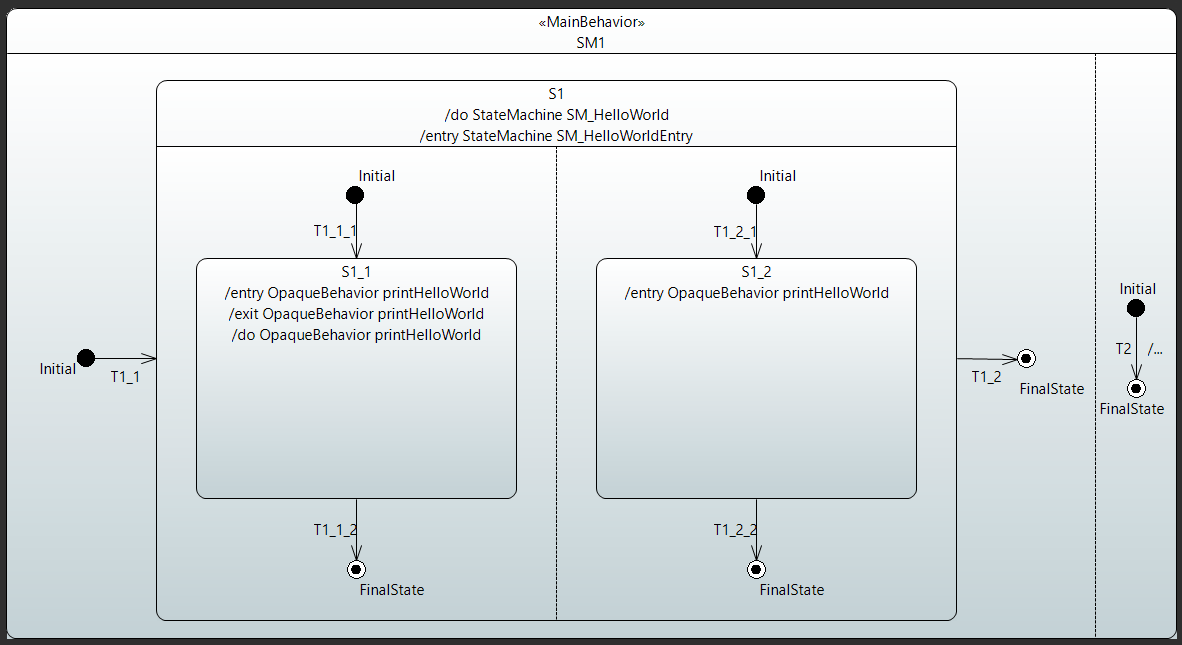 «MainBehavior»
SM1
S1
/do StateMachine SM_HelloWorld
/entry StateMachine SM_HelloWorldEntry
Initial
Initial
T1_1_1
T1_2_1
S1_1
/entry OpaqueBehavior printHelloWorld
/exit OpaqueBehavior printHelloWorld
/do OpaqueBehavior printHelloWorld
S1_2
/entry OpaqueBehavior printHelloWorld
Initial
T1_1
T1_2
FinalState
Initial
T2 /...
FinalState
T1_1_2
T1_2_2
FinalState
FinalState